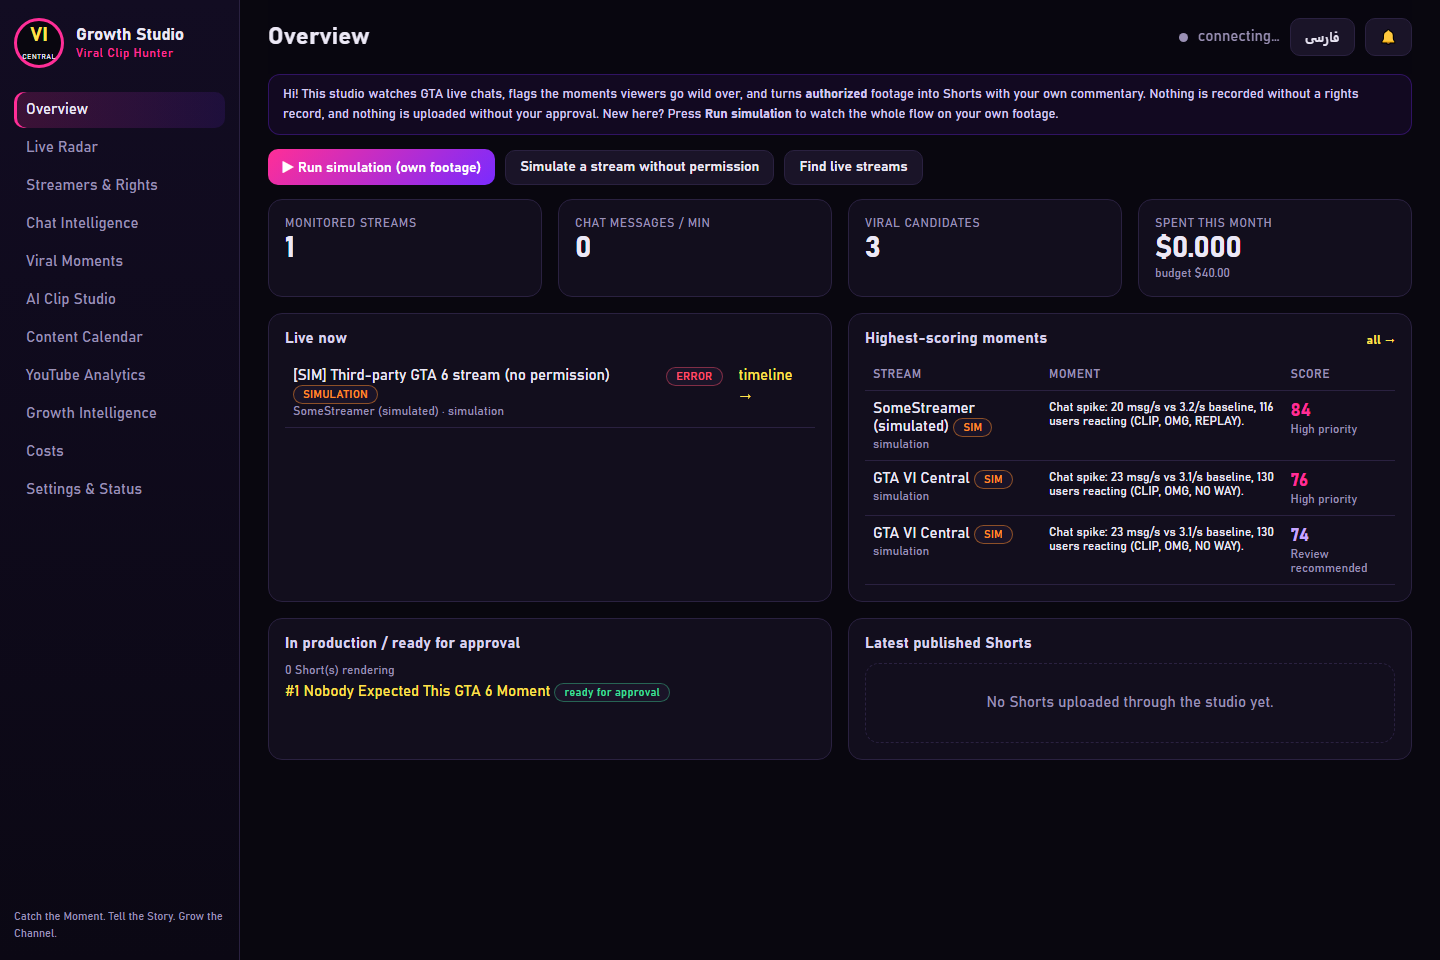 VI
CENTRAL
Growth Studio
Viral Clip Hunter
Overview
Live Radar
Streamers & Rights
Chat Intelligence
Viral Moments
AI Clip Studio
Content Calendar
YouTube Analytics
Growth Intelligence
Costs
Settings & Status
Catch the Moment. Tell the Story. Grow the
Channel.
Overview
connecting…
فارسی
Hi! This studio watches GTA live chats, flags the moments viewers go wild over, and turns authorized footage into Shorts with your own commentary. Nothing is recorded without a rights
record, and nothing is uploaded without your approval. New here? Press Run simulation to watch the whole flow on your own footage.
▶ Run simulation (own footage)
Simulate a stream without permission
Find live streams
MONITORED STREAMS
1
CHAT MESSAGES / MIN
0
VIRAL CANDIDATES
3
SPENT THIS MONTH
$0.000
budget $40.00
Live now
[SIM] Third-party GTA 6 stream (no permission)
SIMULATION
SomeStreamer (simulated) · simulation
ERROR
timeline
→
Highest-scoring moments
all →
STREAM MOMENT SCORE
SomeStreamer
(simulated) SIM
simulation
Chat spike: 20 msg/s vs 3.2/s baseline, 116
users reacting (CLIP, OMG, REPLAY).
84
High priority
GTA VI Central SIM
simulation
Chat spike: 23 msg/s vs 3.1/s baseline, 130
users reacting (CLIP, OMG, NO WAY).
76
High priority
GTA VI Central SIM
simulation
Chat spike: 23 msg/s vs 3.1/s baseline, 130
users reacting (CLIP, OMG, NO WAY).
74
Review
recommended
In production / ready for approval
0 Short(s) rendering
#1 Nobody Expected This GTA 6 Moment ready for approval
Latest published Shorts
No Shorts uploaded through the studio yet.